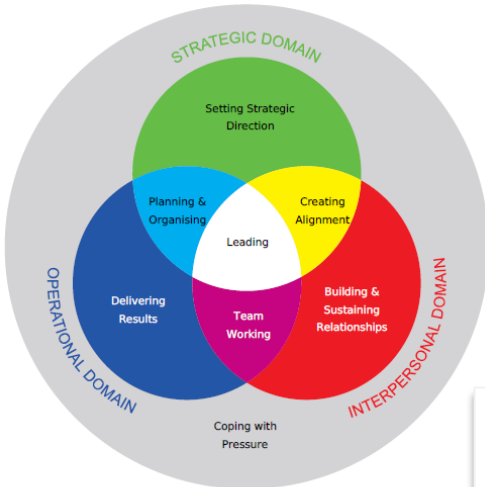 STRATEGIC DOMAIN
Setting Strategic
Direction
Planning &
Organising
Creating
Alignment
Leading
Delivering
Results
Team
Working
Building &
Sustaining
Relationships
OPERATIONAL DOMAIN
INTERPERSONAL DOMAIN
Coping with
Pressure